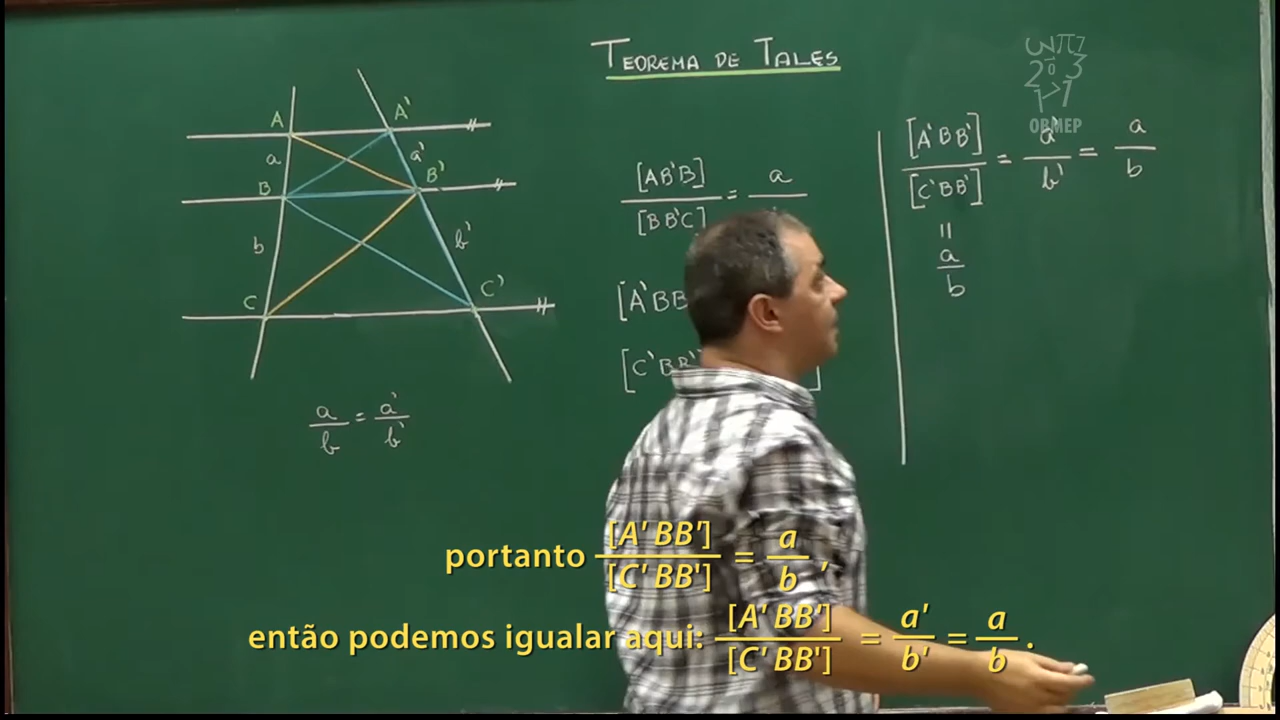 TEOREMA DE TALES
OBMEP
A A'
a a'
B B'
b b'
C C'
a/b = a'/b'
[AB'B]/[BB'C] = a
[A'BB
[C'BB'
[A'BB']/[C'BB'] = a'/b' = a/b
=
a/b
portanto [A' BB']/[C' BB'] = a/b,
então podemos igualar aqui: [A' BB']/[C' BB'] = a'/b' = a/b.